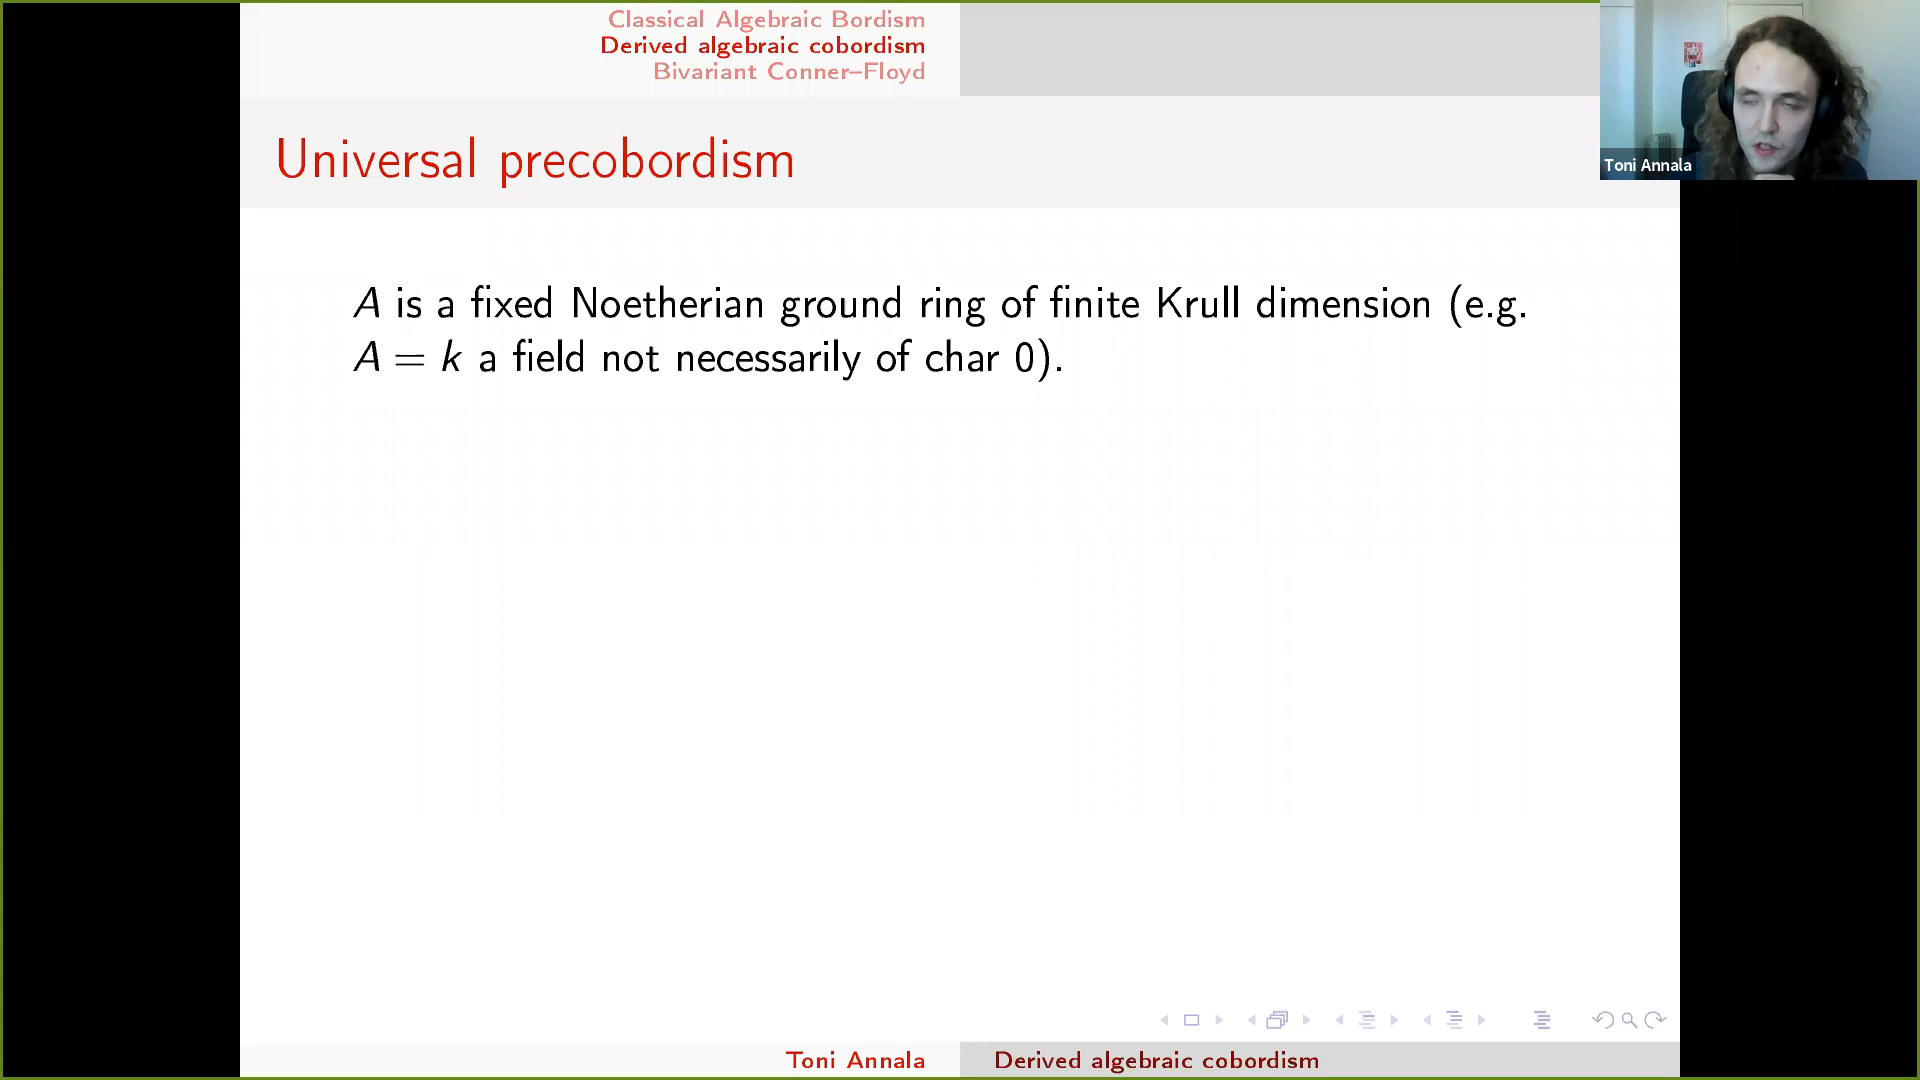 Classical Algebraic Bordism
Derived algebraic cobordism
Bivariant Conner–Floyd
Universal precobordism
Toni Annala
A is a fixed Noetherian ground ring of finite Krull dimension (e.g.
A = k a field not necessarily of char 0).
Toni Annala
Derived algebraic cobordism